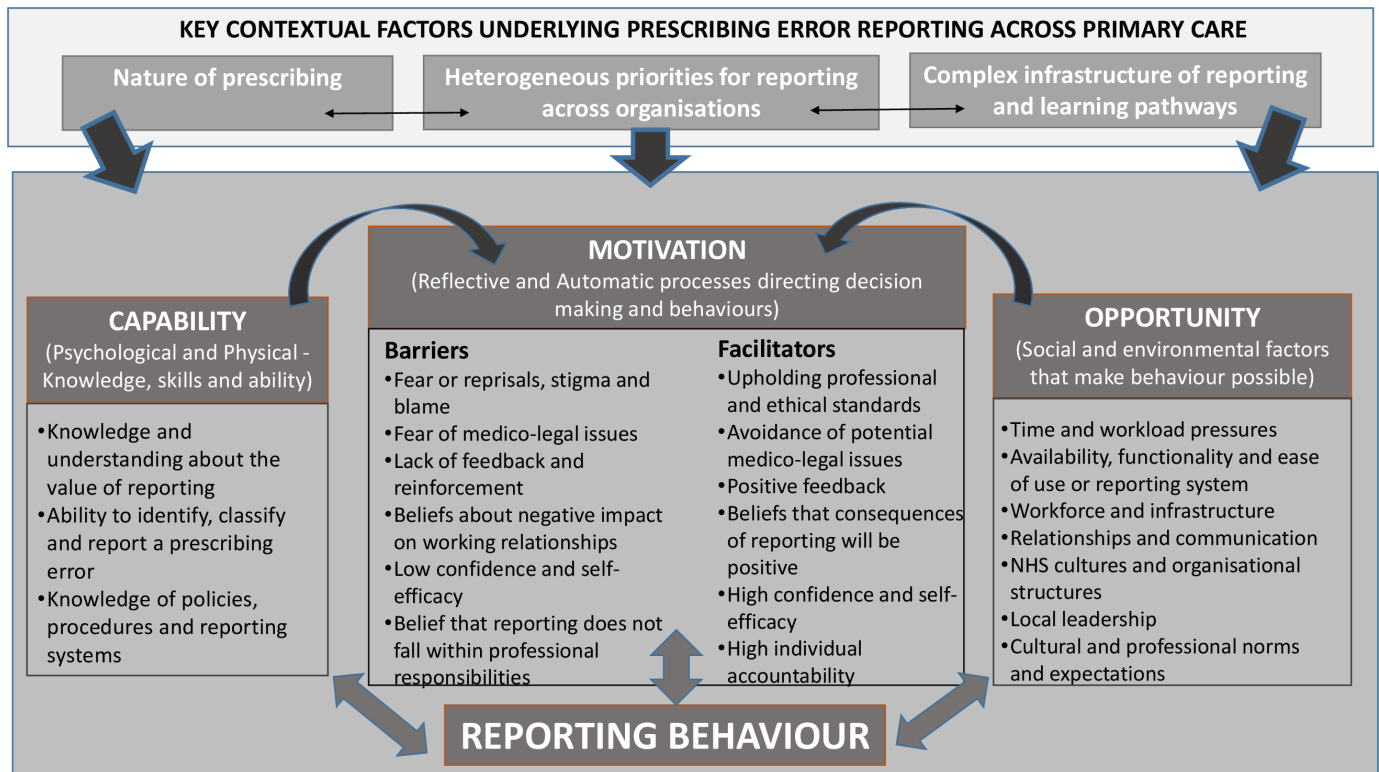 KEY CONTEXTUAL FACTORS UNDERLYING PRESCRIBING ERROR REPORTING ACROSS PRIMARY CARE
Nature of prescribing
Heterogeneous priorities for reporting
across organisations
Complex infrastructure of reporting
and learning pathways
CAPABILITY
(Psychological and Physical -
Knowledge, skills and ability)
•Knowledge and
understanding about the
value of reporting
•Ability to identify, classify
and report a prescribing
error
•Knowledge of policies,
procedures and reporting
systems
MOTIVATION
(Reflective and Automatic processes directing decision
making and behaviours)
Barriers
•Fear or reprisals, stigma and
blame
•Fear of medico-legal issues
•Lack of feedback and
reinforcement
•Beliefs about negative impact
on working relationships
•Low confidence and self-
efficacy
•Belief that reporting does not
fall within professional
responsibilities
Facilitators
•Upholding professional
and ethical standards
•Avoidance of potential
medico-legal issues
•Positive feedback
•Beliefs that consequences
of reporting will be
positive
•High confidence and self-
efficacy
•High individual
accountability
OPPORTUNITY
(Social and environmental factors
that make behaviour possible)
•Time and workload pressures
•Availability, functionality and ease
of use or reporting system
•Workforce and infrastructure
•Relationships and communication
•NHS cultures and organisational
structures
•Local leadership
•Cultural and professional norms
and expectations
REPORTING BEHAVIOUR